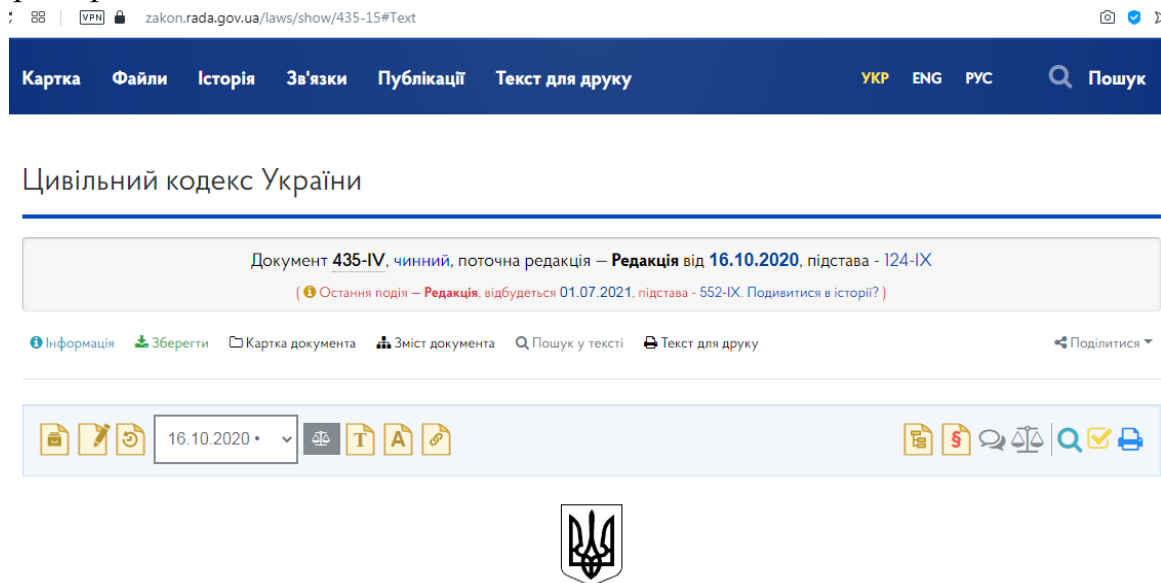 VPN zakon.rada.gov.ua/laws/show/435-15#Text
Картка Файли Історія Зв'язки Публікації Текст для друку УКР ENG РУС Пошук
Цивільний кодекс України
Документ 435-IV, чинний, поточна редакція — Редакція від 16.10.2020, підстава - 124-IX
( Остання подія — Редакція, відбудеться 01.07.2021, підстава - 552-IX. Подивитися в історії? )
Інформація Зберегти Картка документа Зміст документа Пошук у тексті Текст для друку Поділитися
16.10.2020 •